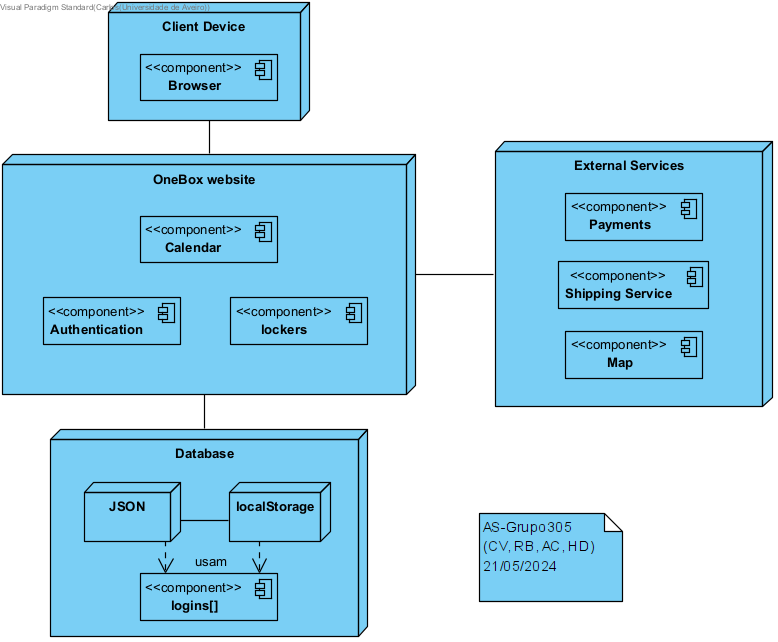 Visual Paradigm Standard(Carlos(Universidade de Aveiro))
Client Device
<<component>>
Browser
OneBox website
<<component>>
Calendar
<<component>>
Authentication
<<component>>
lockers
External Services
<<component>>
Payments
<<component>>
Shipping Service
<<component>>
Map
Database
JSON
localStorage
usam
<<component>>
logins[]
AS-Grupo305
(CV, RB, AC, HD)
21/05/2024